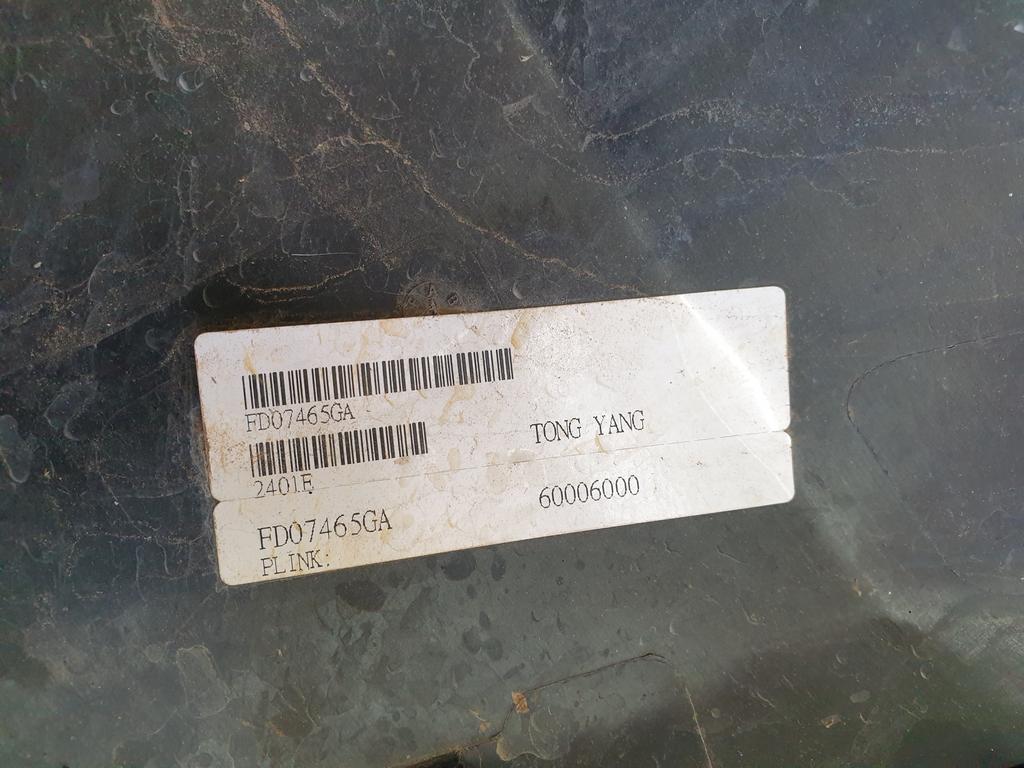 FD07465GA
2401E
TONG YANG
FD07465GA
60006000
PLINK: